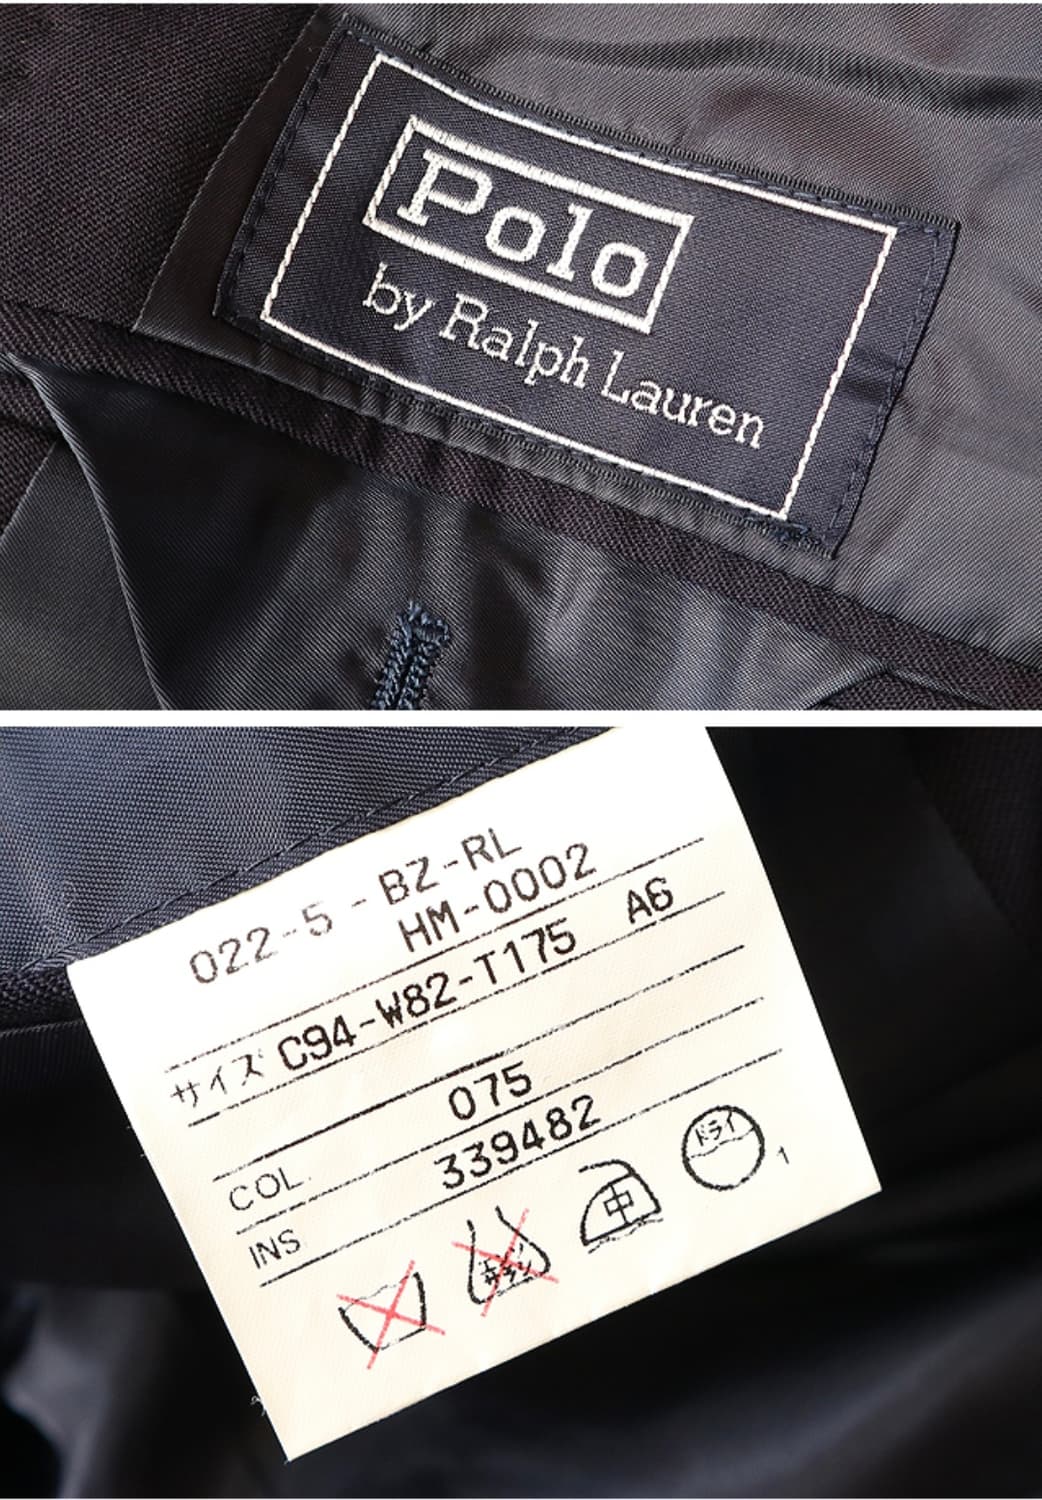 Polo
by Ralph Lauren
022-5-BZ-RL
HM-0002
サイズ C94-W82-T175 A6
075
COL. 339482
INS
中
ドライ
1